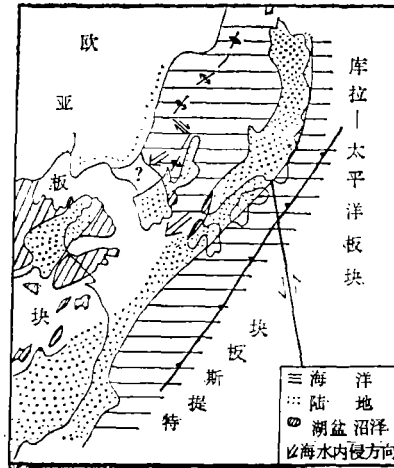 欧亚板块
库拉—太平洋板块
?
特提斯板块
海洋
陆地
湖盆沼泽
海水内侵方向